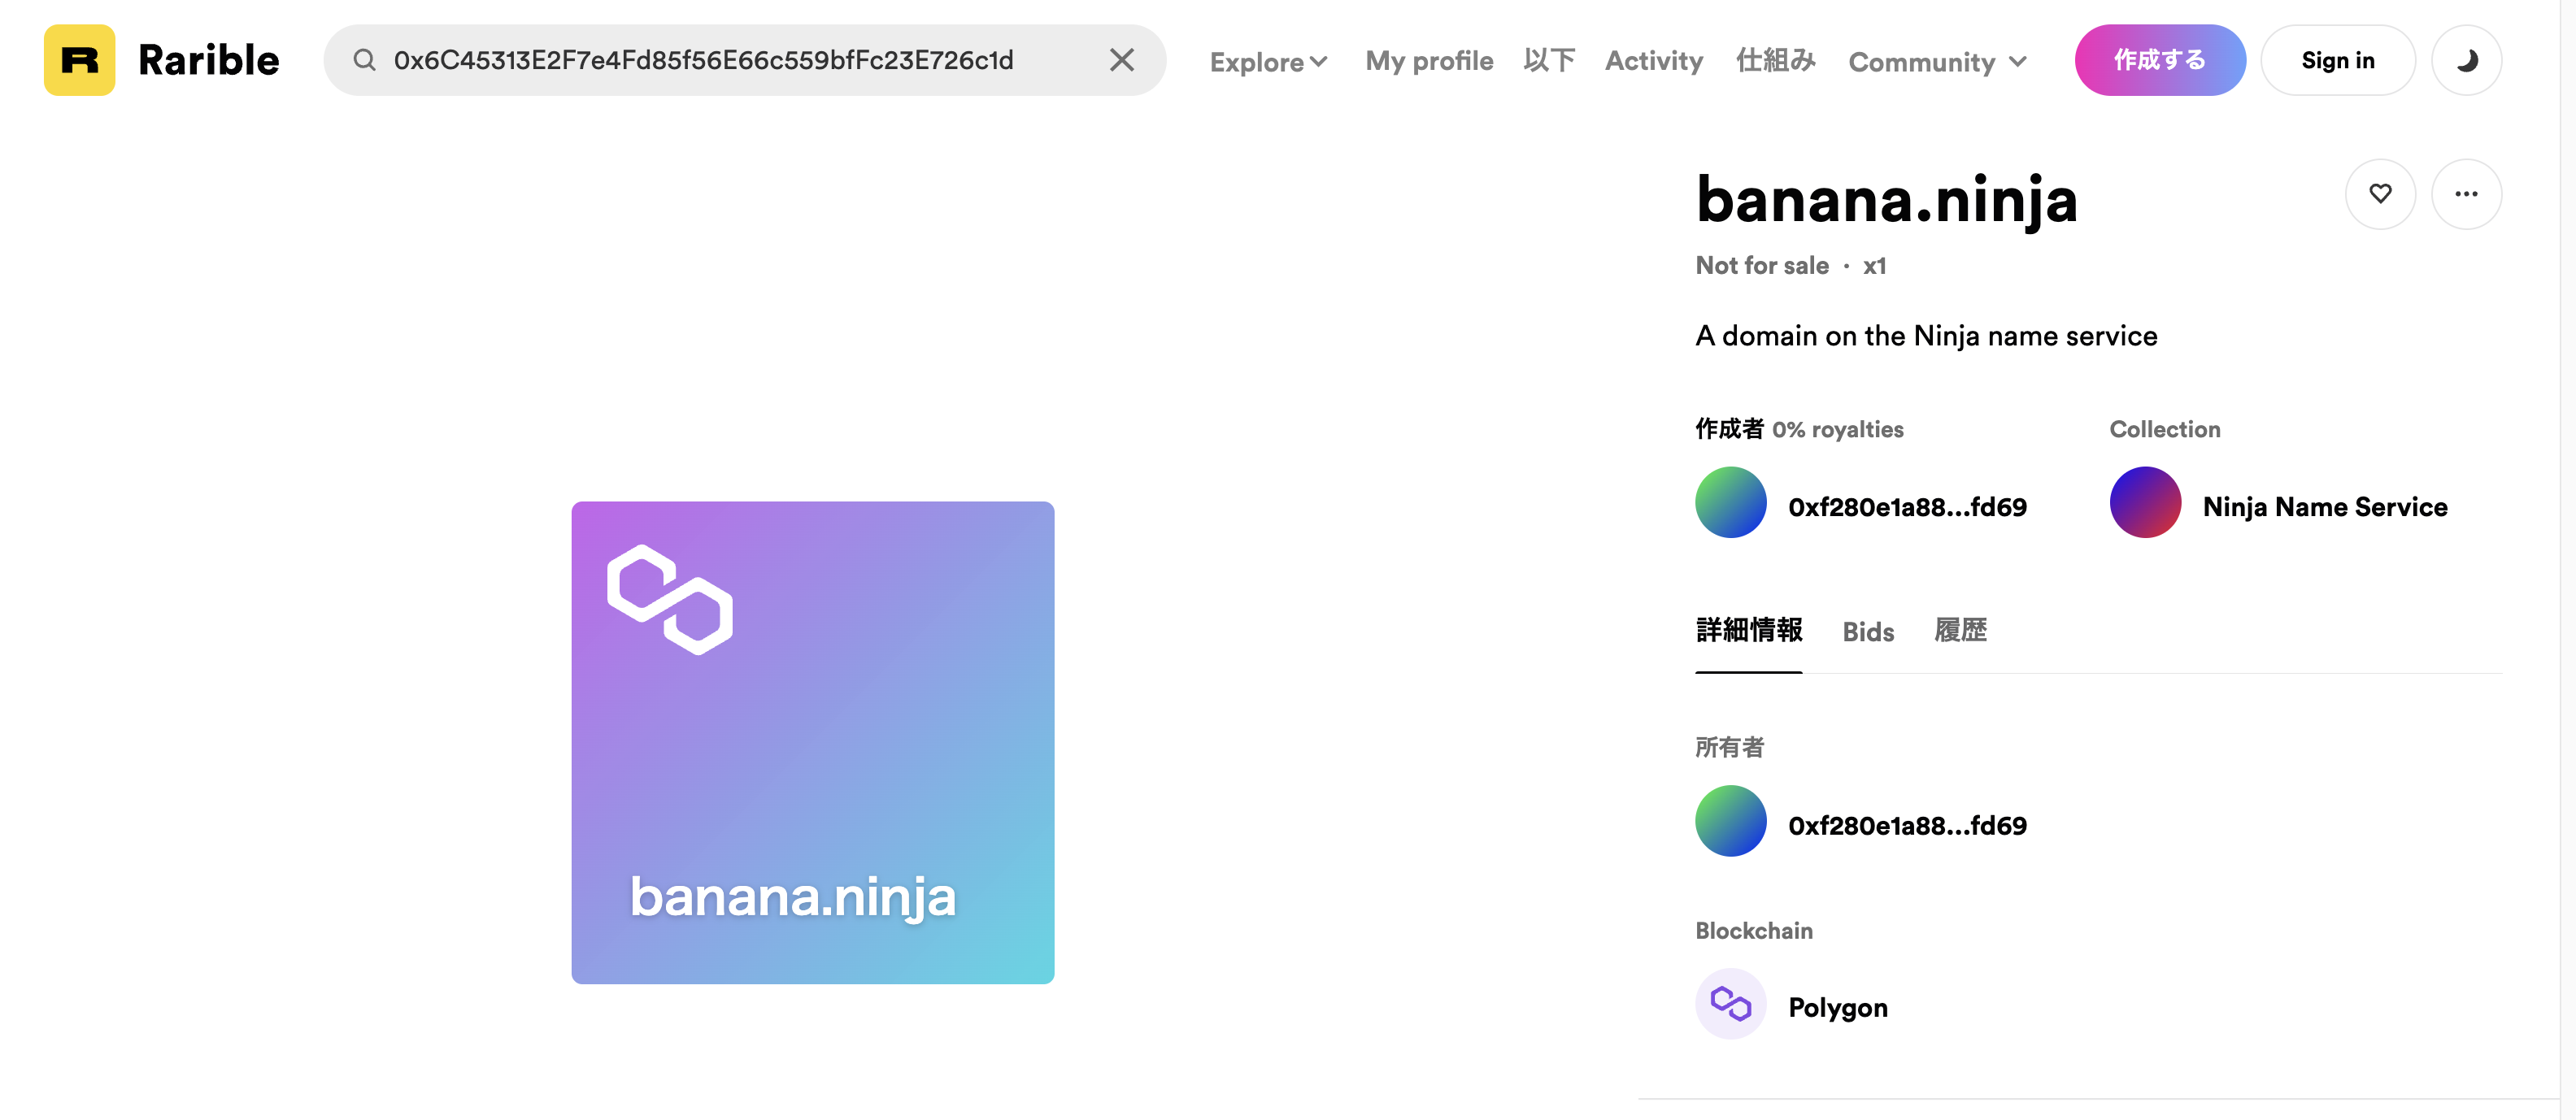 R Rarible 0x6C45313E2F7e4Fd85f56E66c559bfFc23E726c1d Explore My profile 以下 Activity 仕組み Community 作成する Sign in
banana.ninja
Not for sale · x1
A domain on the Ninja name service
作成者 0% royalties Collection
0xf280e1a88...fd69 Ninja Name Service
詳細情報 Bids 履歴
所有者
0xf280e1a88...fd69
Blockchain
Polygon
banana.ninja